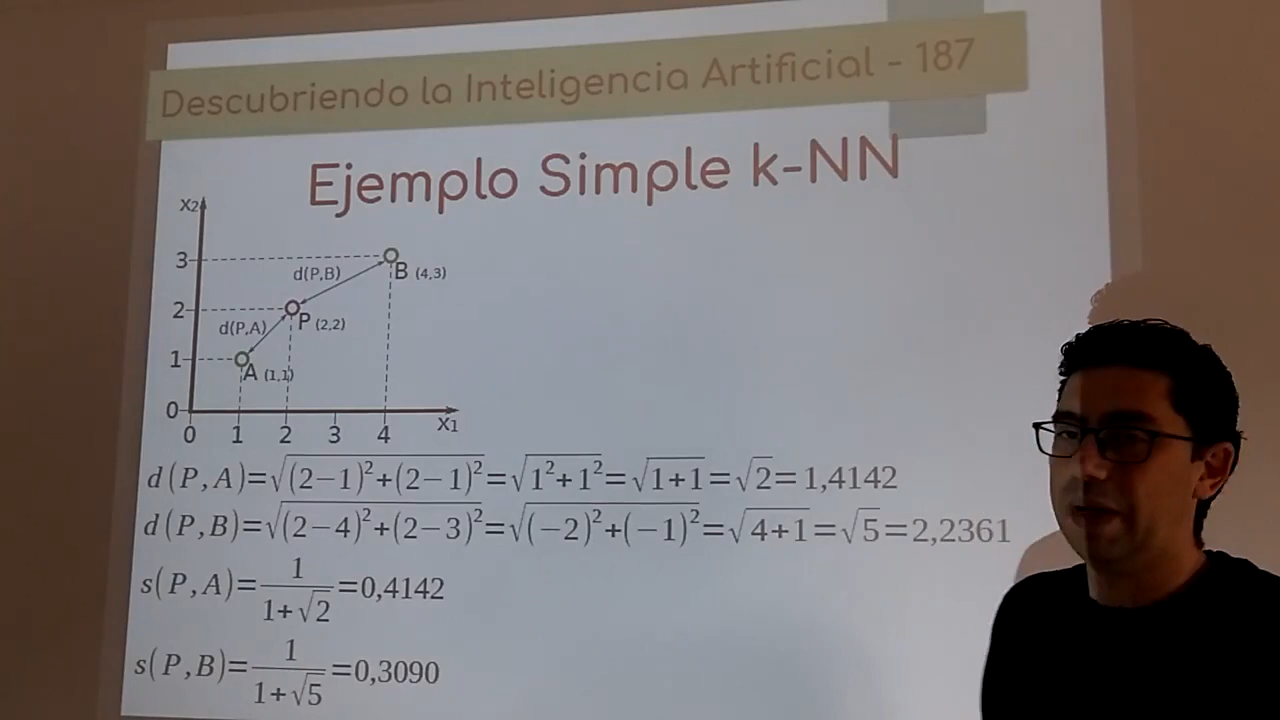 Descubriendo la Inteligencia Artificial - 187
Ejemplo Simple k-NN
X2
3
d(P,B)
B (4,3)
2
d(P,A)
P (2,2)
1
A (1,1)
0
X1
0 1 2 3 4
d(P,A)=√((2−1)²+(2−1)²)=√(1²+1²)=√(1+1)=√2=1,4142
d(P,B)=√((2−4)²+(2−3)²)=√((−2)²+(−1)²)=√(4+1)=√5=2,2361
s(P,A)=1/(1+√2)=0,4142
s(P,B)=1/(1+√5)=0,3090